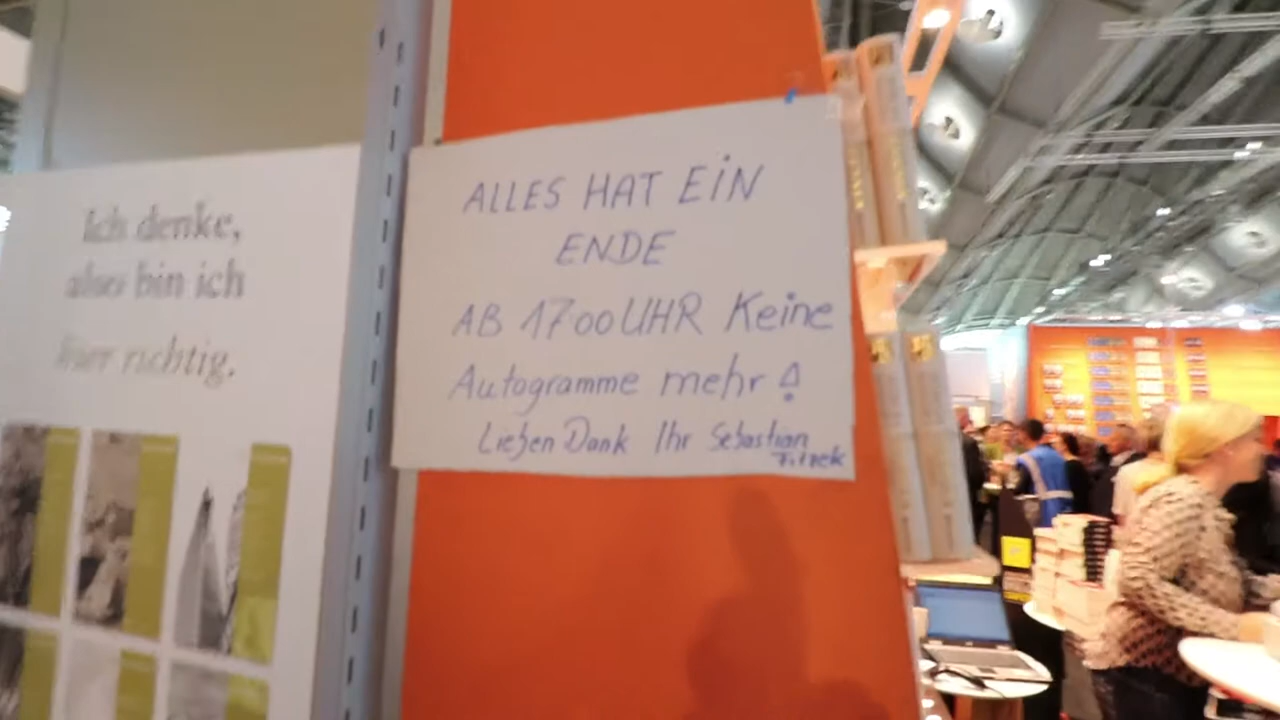 Ich denke,
also bin ich
hier richtig.
ALLES HAT EIN
ENDE
AB 17:00 UHR Keine
Autogramme mehr!
Lieben Dank Ihr Sebastian
Fitzek